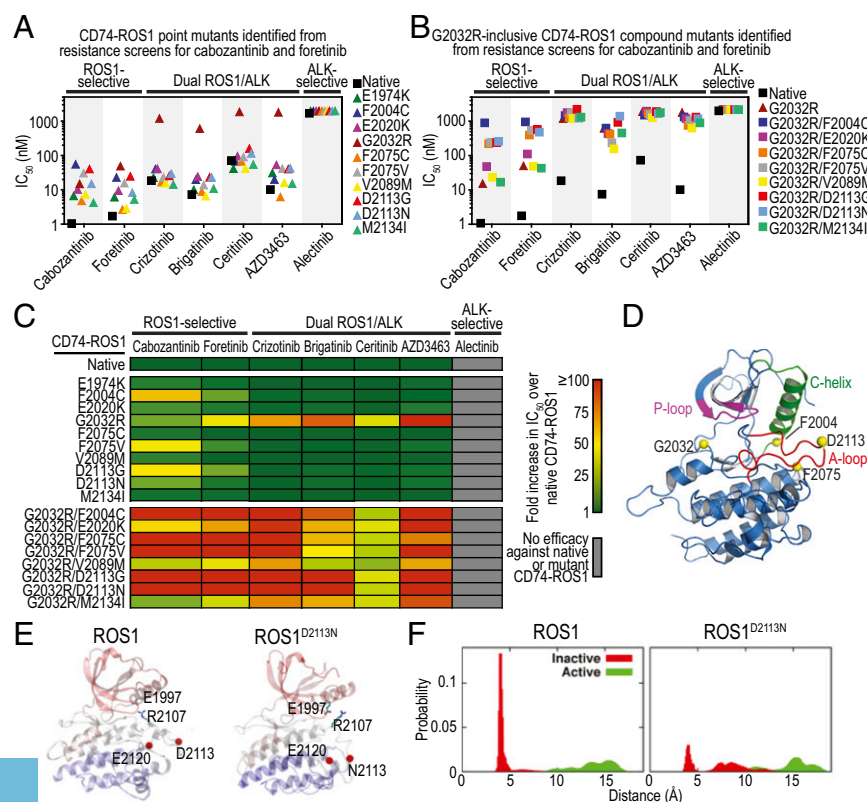 A
CD74-ROS1 point mutants identified from
resistance screens for cabozantinib and foretinib
ROS1-
selective
Dual ROS1/ALK
ALK-
selective
IC50 (nM)
1000
100
10
1
Cabozantinib
Foretinib
Crizotinib
Brigatinib
Ceritinib
AZD3463
Alectinib
Native
E1974K
F2004C
E2020K
G2032R
F2075C
F2075V
V2089M
D2113G
D2113N
M2134I
B
G2032R-inclusive CD74-ROS1 compound mutants identified
from resistance screens for cabozantinib and foretinib
ROS1-
selective
Dual ROS1/ALK
ALK-
selective
IC50 (nM)
1000
100
10
1
Cabozantinib
Foretinib
Crizotinib
Brigatinib
Ceritinib
AZD3463
Alectinib
Native
G2032R
G2032R/F2004C
G2032R/E2020K
G2032R/F2075C
G2032R/F2075V
G2032R/V2089M
G2032R/D2113G
G2032R/D2113N
G2032R/M2134I
C
ROS1-selective
Dual ROS1/ALK
ALK-
selective
CD74-ROS1
Cabozantinib Foretinib Crizotinib Brigatinib Ceritinib AZD3463 Alectinib
Native
E1974K
F2004C
E2020K
G2032R
F2075C
F2075V
V2089M
D2113G
D2113N
M2134I
G2032R/F2004C
G2032R/E2020K
G2032R/F2075C
G2032R/F2075V
G2032R/V2089M
G2032R/D2113G
G2032R/D2113N
G2032R/M2134I
Fold increase in IC50 over
native CD74-ROS1
≥100
75
50
25
1
No efficacy
against native
or mutant
CD74-ROS1
D
C-helix
P-loop
F2004
D2113
G2032
A-loop
F2075
E
ROS1
E1997
R2107
E2120
D2113
ROS1D2113N
E1997
R2107
E2120
N2113
F
ROS1
ROS1D2113N
Inactive
Active
Probability
0.1
0.05
0
0 5 10 15
0 5 10 15
Distance (Å)